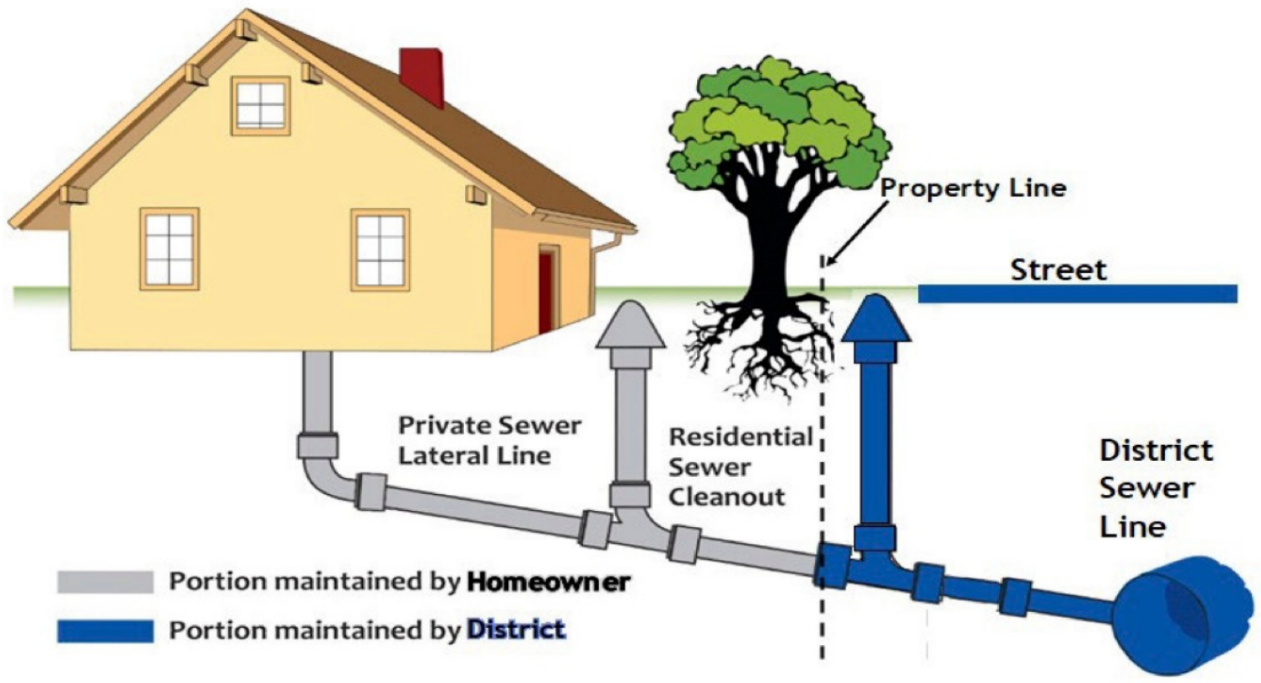 Property Line
Street
Private Sewer
Lateral Line
Residential
Sewer
Cleanout
District
Sewer
Line
Portion maintained by Homeowner
Portion maintained by District